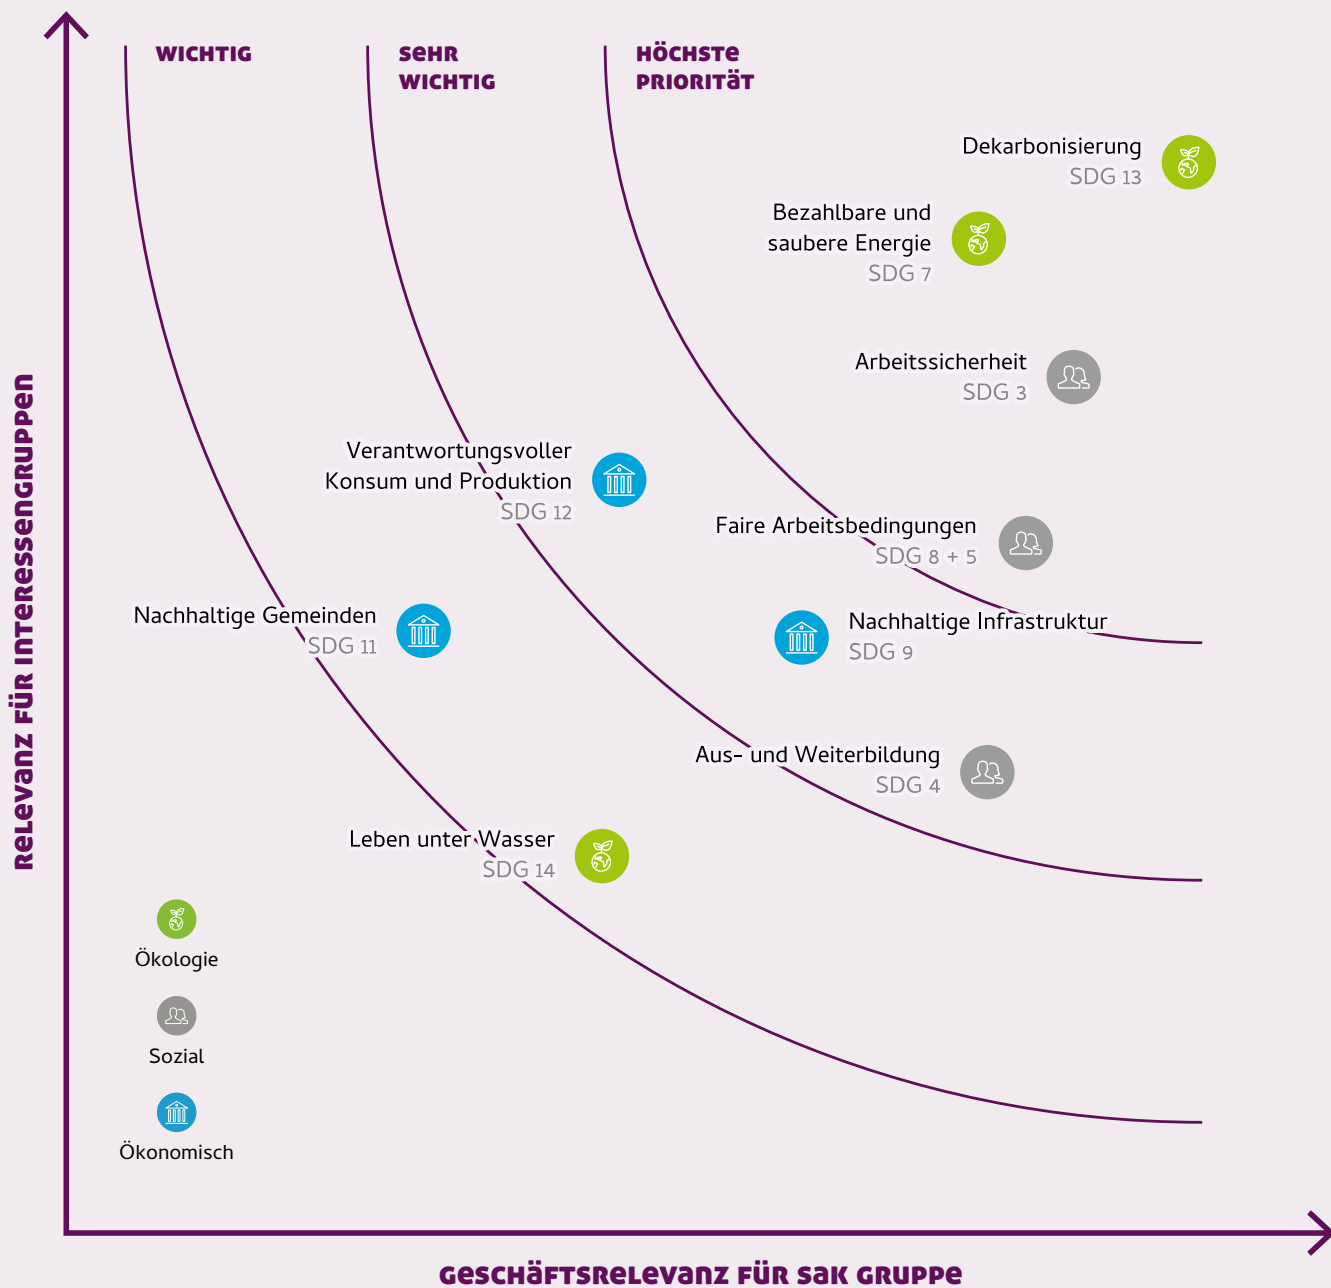 WICHTIG
SEHR
WICHTIG
HÖCHSTE
PRIORITÄT
Dekarbonisierung
SDG 13
Bezahlbare und
saubere Energie
SDG 7
Arbeitssicherheit
SDG 3
Verantwortungsvoller
Konsum und Produktion
SDG 12
Faire Arbeitsbedingungen
SDG 8 + 5
Nachhaltige Gemeinden
SDG 11
Nachhaltige Infrastruktur
SDG 9
Aus- und Weiterbildung
SDG 4
Leben unter Wasser
SDG 14
Ökologie
Sozial
Ökonomisch
RELEVANZ FÜR INTERESSENGRUPPEN
GESCHÄFTSRELEVANZ FÜR SAK GRUPPE